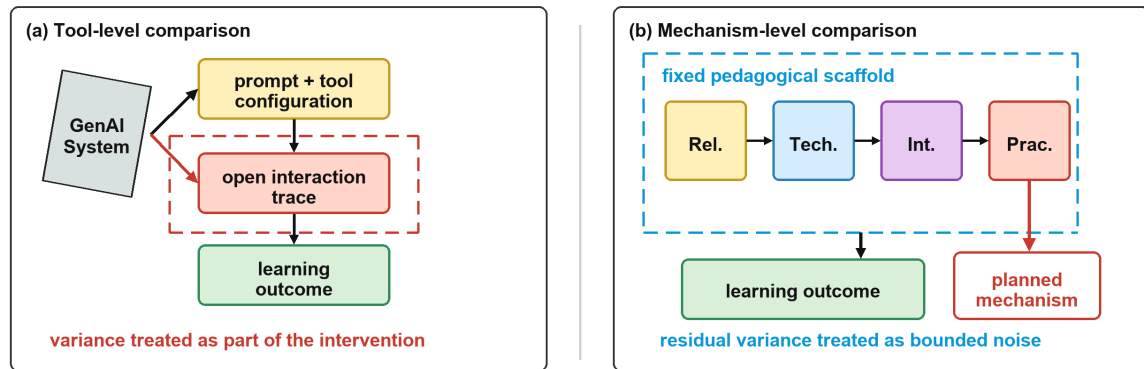 (a) Tool-level comparison
GenAI
System
prompt + tool
configuration
open interaction
trace
learning
outcome
variance treated as part of the intervention
(b) Mechanism-level comparison
fixed pedagogical scaffold
Rel.
Tech.
Int.
Prac.
learning outcome
planned
mechanism
residual variance treated as bounded noise